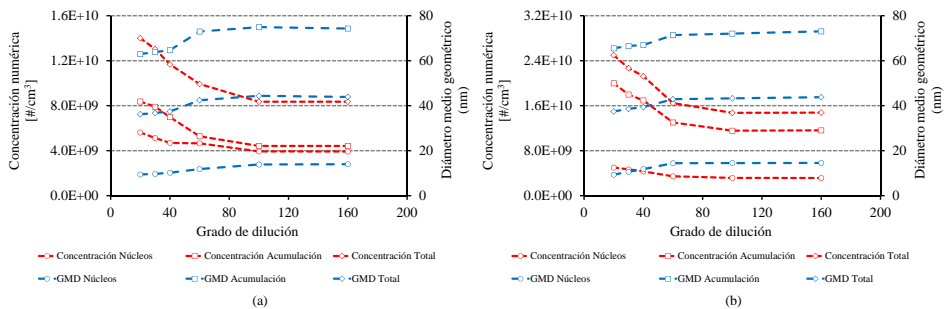 1.6E+10
1.2E+10
8.0E+09
4.0E+09
0.0E+00
Concentración numérica
[#/cm3]
80
60
40
20
0
Diámetro medio geométrico
(nm)
0 40 80 120 160 200
Grado de dilución
Concentración Núcleos Concentración Acumulación Concentración Total
GMD Núcleos GMD Acumulación GMD Total
(a)
3.2E+10
2.4E+10
1.6E+10
8.0E+09
0.0E+00
Concentración numérica
[#/cm3]
80
60
40
20
0
Diámetro medio geométrico
(nm)
0 40 80 120 160 200
Grado de dilución
Concentración Núcleos Concentración Acumulación Concentración Total
GMD Núcleos GMD Acumulación GMD Total
(b)